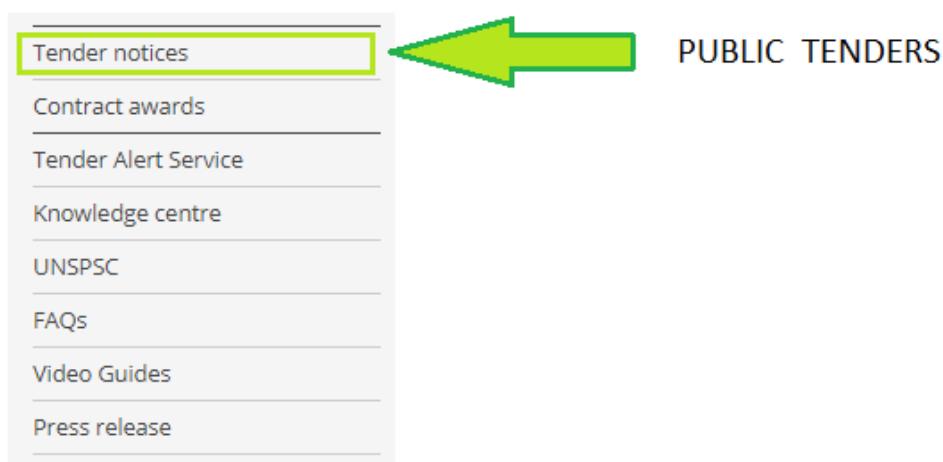 Tender notices
PUBLIC TENDERS
Contract awards
Tender Alert Service
Knowledge centre
UNSPSC
FAQs
Video Guides
Press release